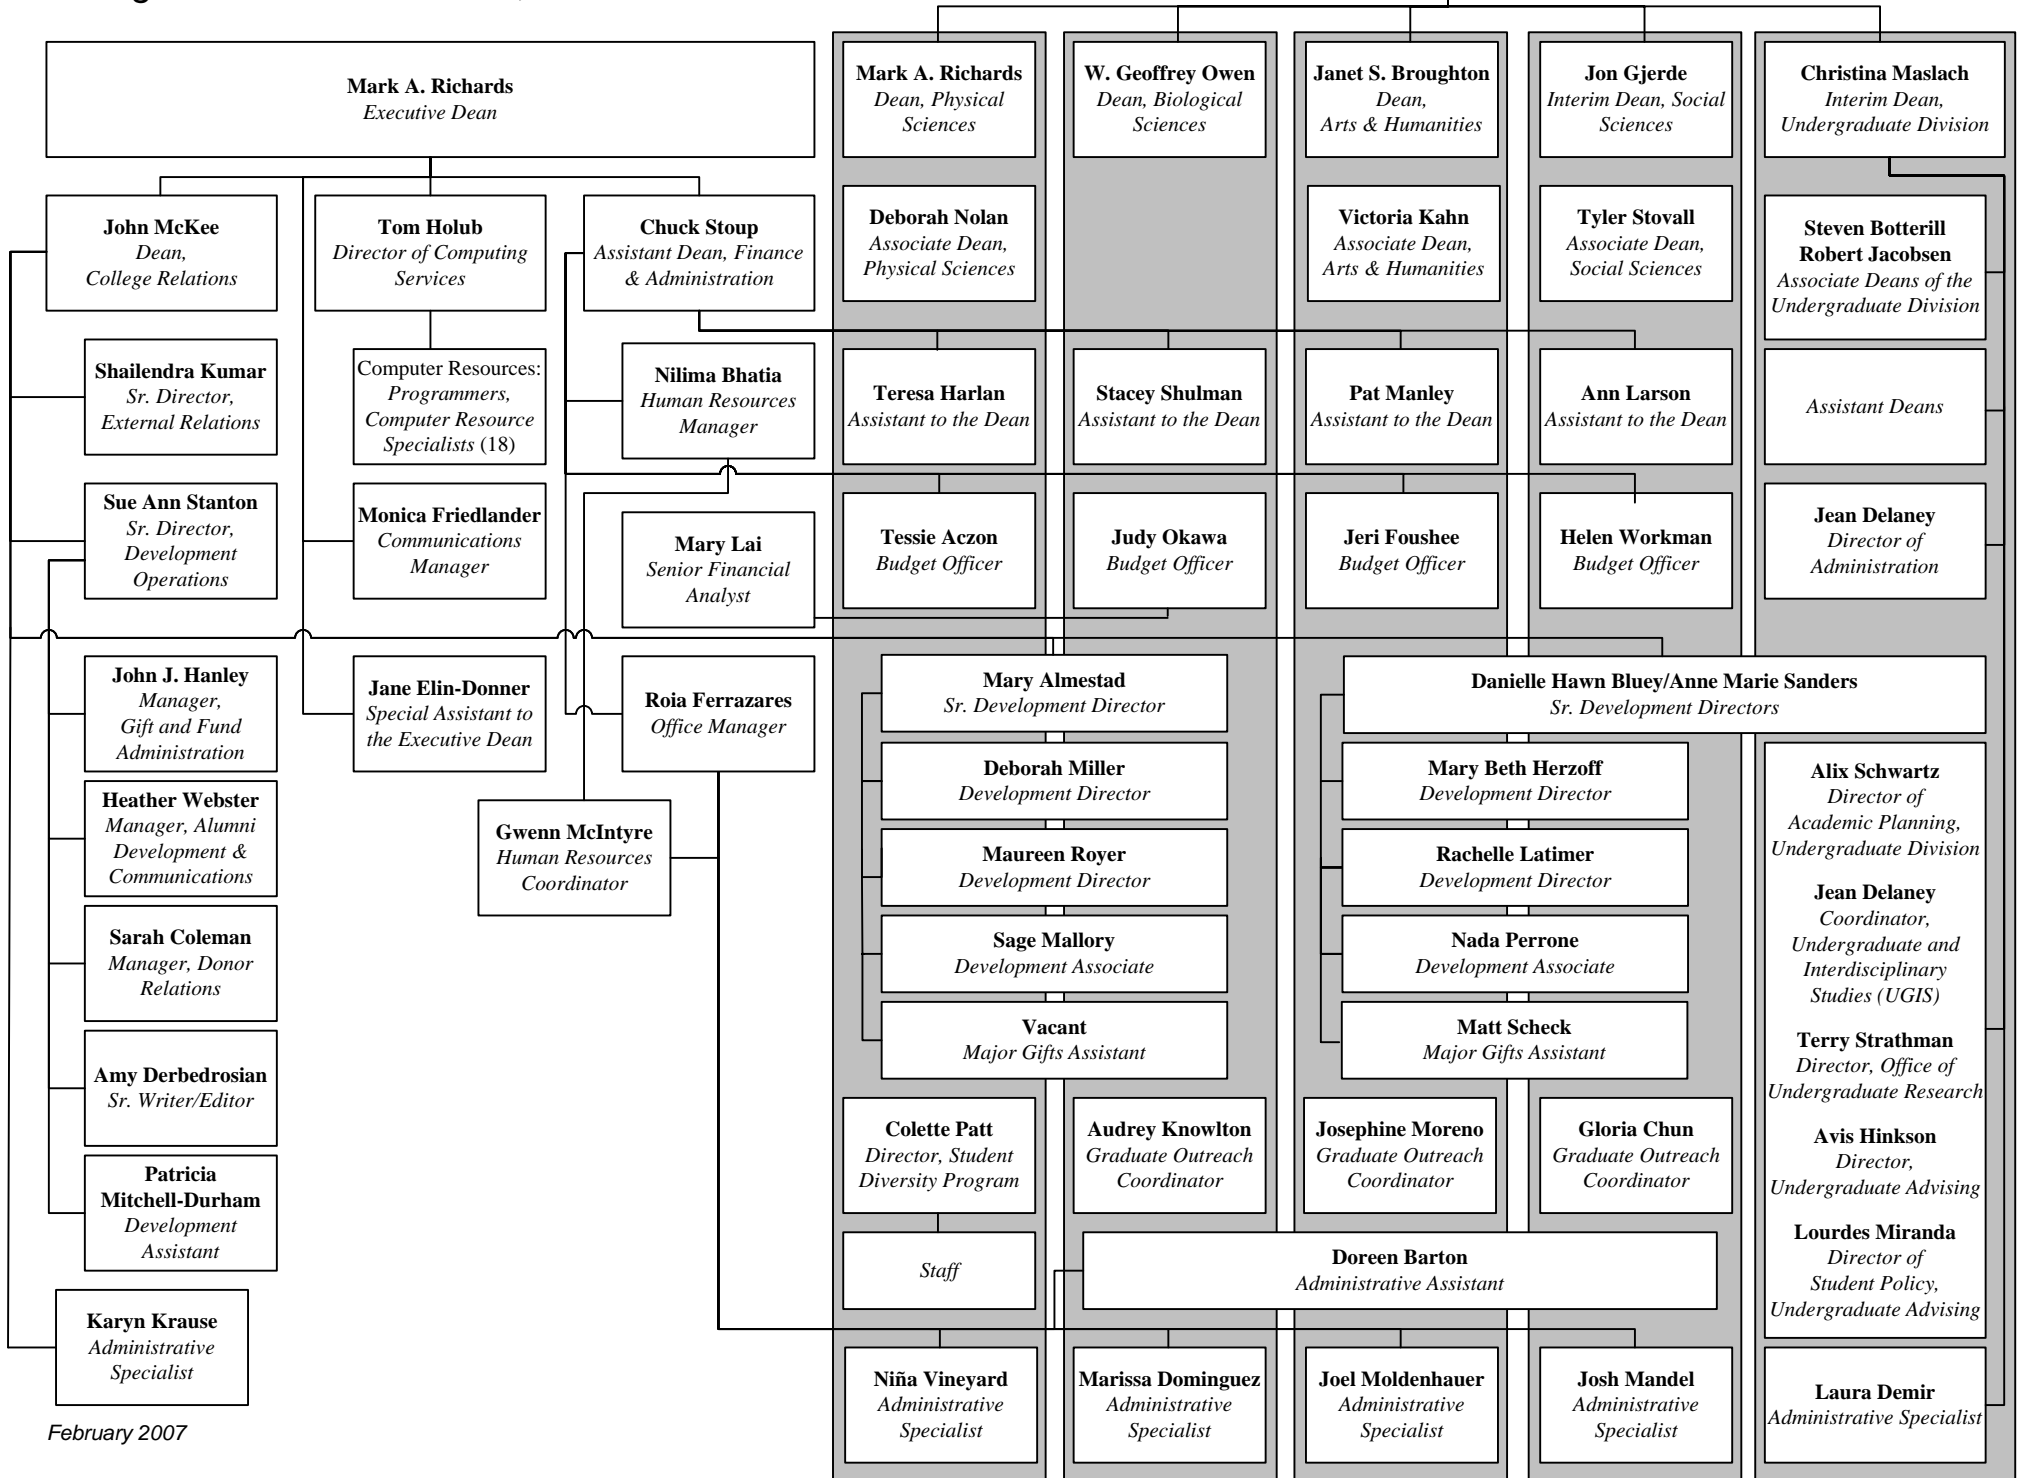 Mark A. Richards
Executive Dean
Mark A. Richards
Dean, Physical
Sciences
W. Geoffrey Owen
Dean, Biological
Sciences
Janet S. Broughton
Dean,
Arts & Humanities
Jon Gjerde
Interim Dean, Social
Sciences
Christina Maslach
Interim Dean,
Undergraduate Division
John McKee
Dean,
College Relations
Tom Holub
Director of Computing
Services
Chuck Stoup
Assistant Dean, Finance
& Administration
Deborah Nolan
Associate Dean,
Physical Sciences
Victoria Kahn
Associate Dean,
Arts & Humanities
Tyler Stovall
Associate Dean,
Social Sciences
Steven Botterill
Robert Jacobsen
Associate Deans of the
Undergraduate Division
Shailendra Kumar
Sr. Director,
External Relations
Computer Resources:
Programmers,
Computer Resource
Specialists (18)
Nilima Bhatia
Human Resources
Manager
Teresa Harlan
Assistant to the Dean
Stacey Shulman
Assistant to the Dean
Pat Manley
Assistant to the Dean
Ann Larson
Assistant to the Dean
Assistant Deans
Sue Ann Stanton
Sr. Director,
Development
Operations
Monica Friedlander
Communications
Manager
Mary Lai
Senior Financial
Analyst
Tessie Aczon
Budget Officer
Judy Okawa
Budget Officer
Jeri Foushee
Budget Officer
Helen Workman
Budget Officer
Jean Delaney
Director of
Administration
John J. Hanley
Manager,
Gift and Fund
Administration
Jane Elin-Donner
Special Assistant to
the Executive Dean
Roia Ferrazares
Office Manager
Mary Almestad
Sr. Development Director
Danielle Hawn Bluey/Anne Marie Sanders
Sr. Development Directors
Heather Webster
Manager, Alumni
Development &
Communications
Gwenn McIntyre
Human Resources
Coordinator
Deborah Miller
Development Director
Mary Beth Herzoff
Development Director
Maureen Royer
Development Director
Rachelle Latimer
Development Director
Sarah Coleman
Manager, Donor
Relations
Sage Mallory
Development Associate
Nada Perrone
Development Associate
Vacant
Major Gifts Assistant
Matt Scheck
Major Gifts Assistant
Alix Schwartz
Director of
Academic Planning,
Undergraduate Division
Jean Delaney
Coordinator,
Undergraduate and
Interdisciplinary
Studies (UGIS)
Terry Strathman
Director, Office of
Undergraduate Research
Avis Hinkson
Director,
Undergraduate Advising
Lourdes Miranda
Director of
Student Policy,
Undergraduate Advising
Amy Derbedrosian
Sr. Writer/Editor
Colette Patt
Director, Student
Diversity Program
Audrey Knowlton
Graduate Outreach
Coordinator
Josephine Moreno
Graduate Outreach
Coordinator
Gloria Chun
Graduate Outreach
Coordinator
Patricia
Mitchell-Durham
Development
Assistant
Staff
Doreen Barton
Administrative Assistant
Karyn Krause
Administrative
Specialist
Niña Vineyard
Administrative
Specialist
Marissa Dominguez
Administrative
Specialist
Joel Moldenhauer
Administrative
Specialist
Josh Mandel
Administrative
Specialist
Laura Demir
Administrative Specialist
February 2007